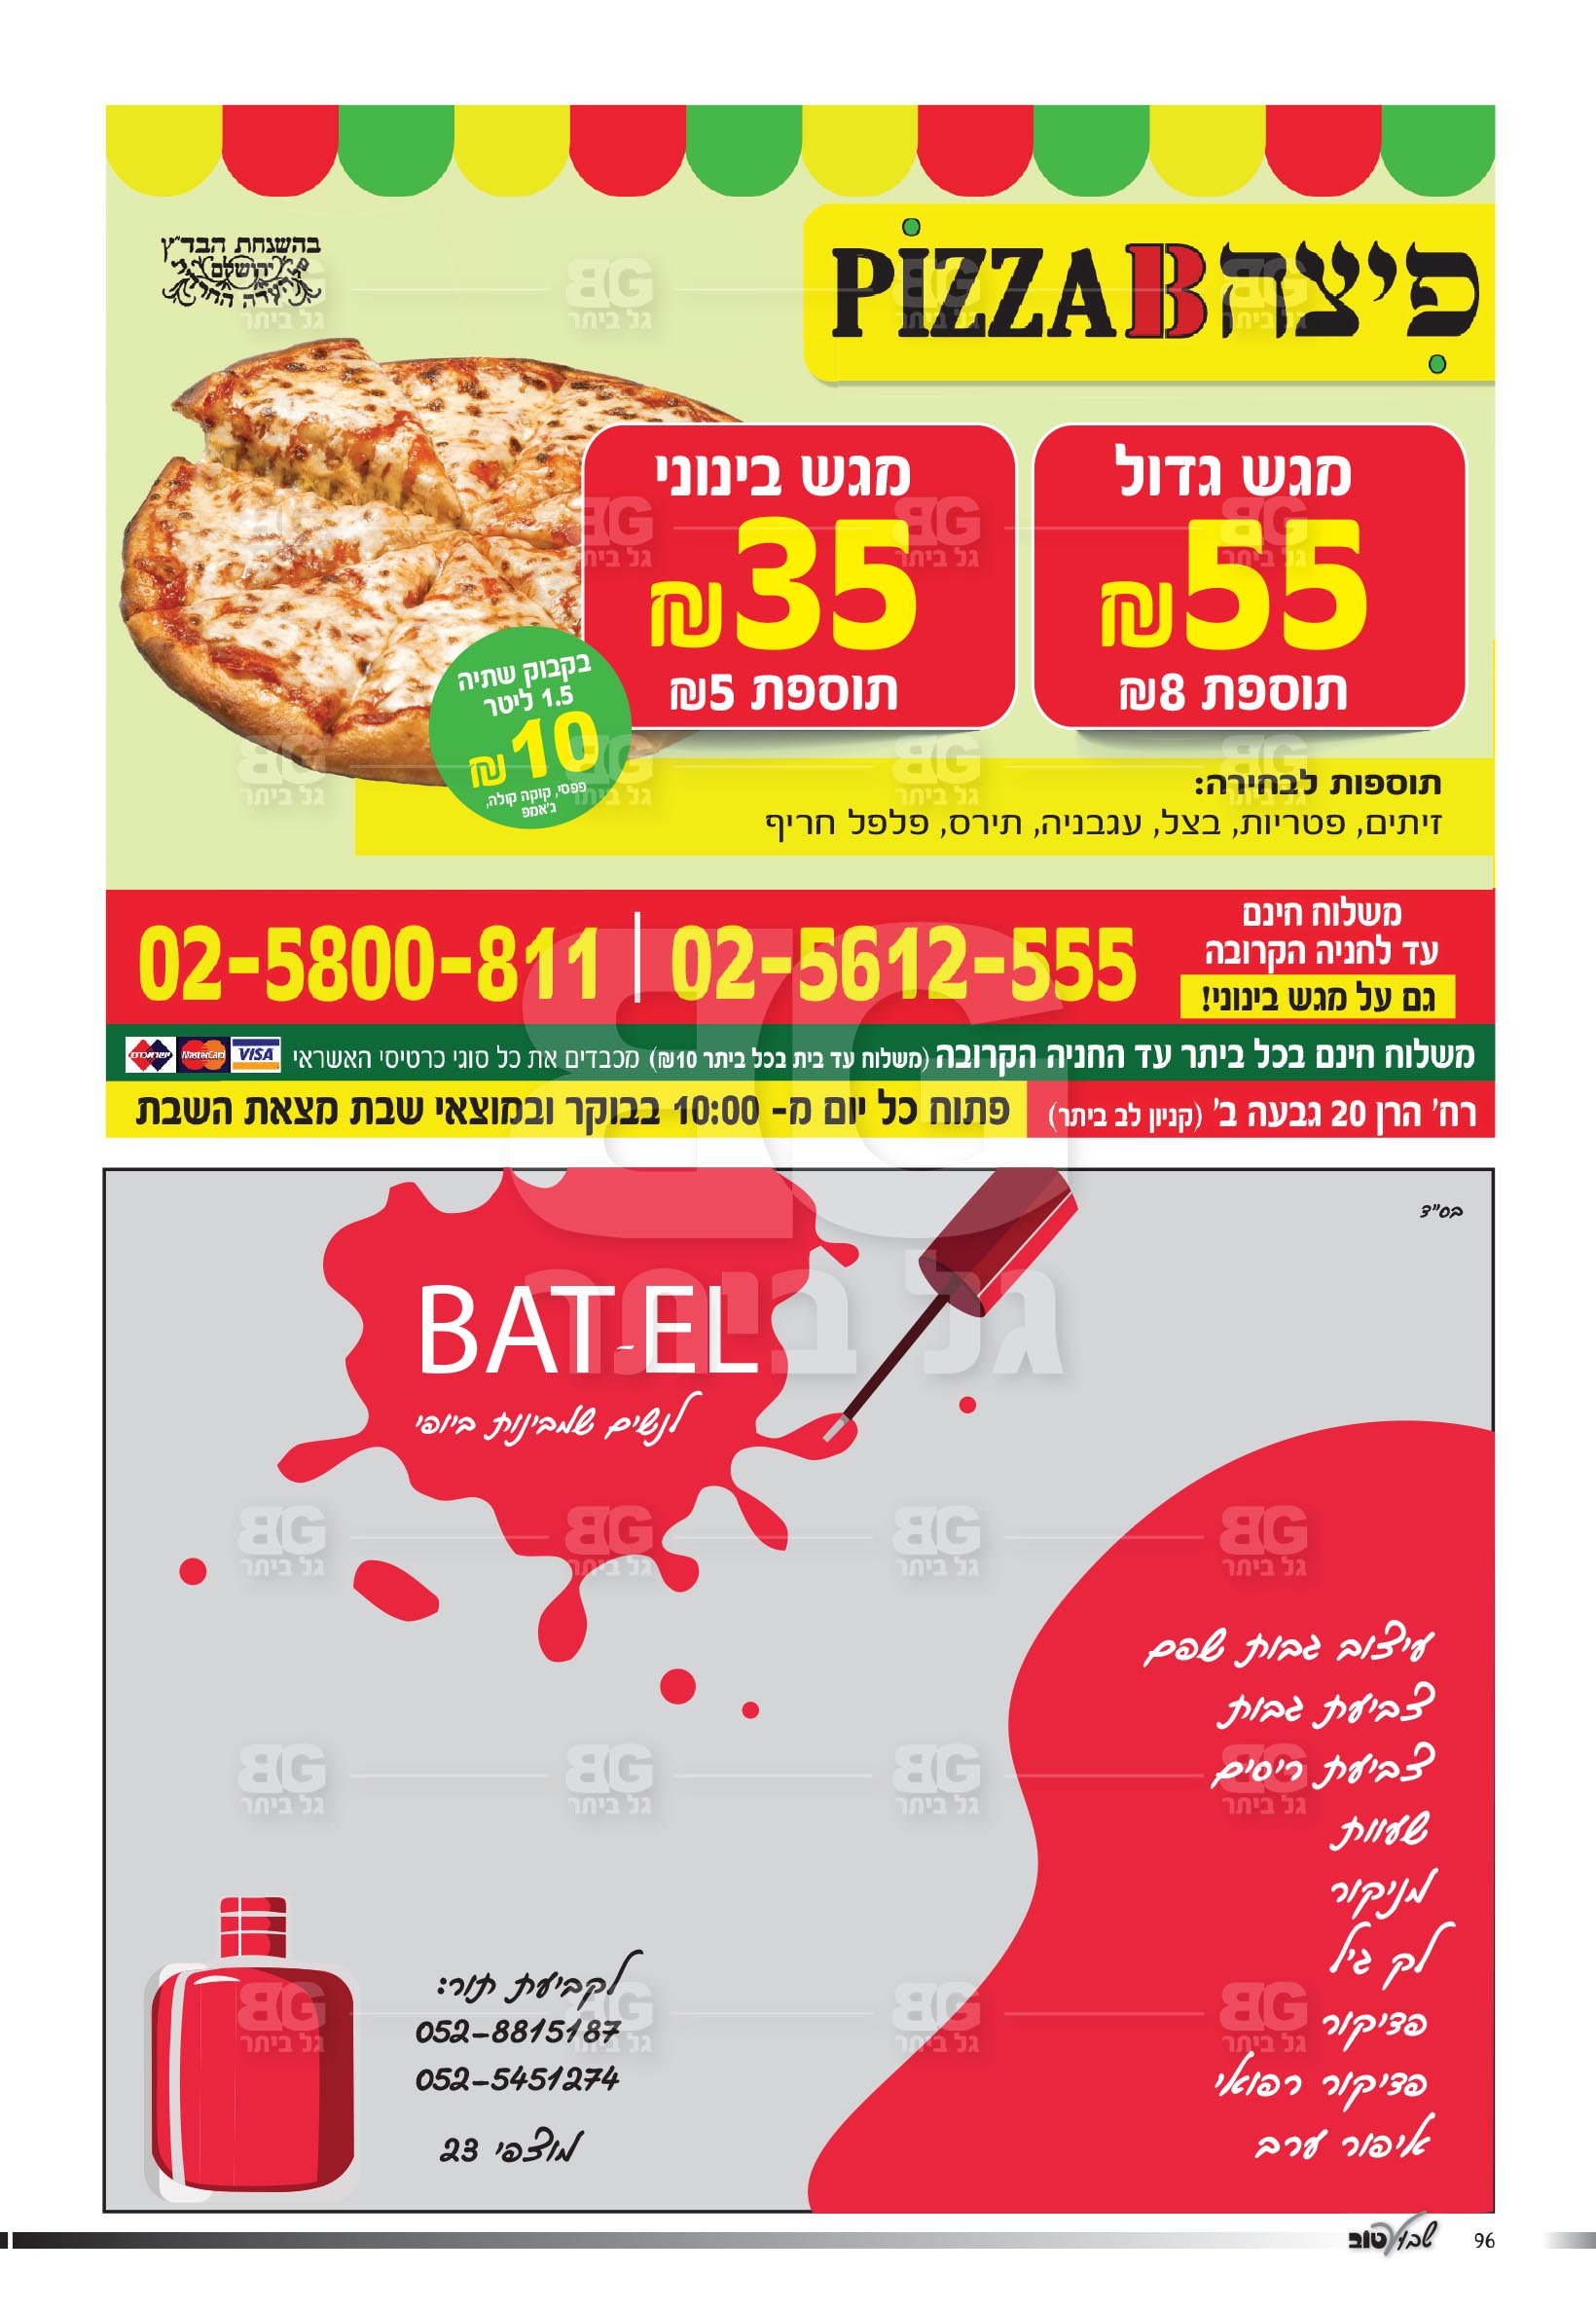 בהשגחת הבד"ץ
העדה החרדית
ירושלם
PIZZA B פיצה
מגש גדול
55 ₪
תוספת 8₪
מגש בינוני
35 ₪
תוספת 5₪
בקבוק שתיה
1.5 ליטר
10 ₪
פפסי, קוקה קולה,
ג'אמפ
תוספות לבחירה:
זיתים, פטריות, בצל, עגבניה, תירס, פלפל חריף
משלוח חינם
עד לחניה הקרובה
גם על מגש בינוני!
02-5800-811 | 02-5612-555
משלוח חינם בכל ביתר עד החניה הקרובה (משלוח עד בית בכל ביתר 10₪) מכבדים את כל סוגי כרטיסי האשראי
VISA MasterCard ישראכרט
רח' הרן 20 גבעה ב' (קניון לב ביתר)
פתוח כל יום מ- 10:00 בבוקר ובמוצאי שבת מצאת השבת
BG
גל ביתר
בס"ד
BAT-EL
לנשים שמבינות ביופי
עיצוב גבות שפם
צביעת גבות
צביעת ריסים
שעוות
מניקור
לק ג'ל
פדיקור
פדיקור רפואי
איפור ערב
לקביעת תור:
052-8815187
052-5451274
מוצפי 23
שבוע טוב
96